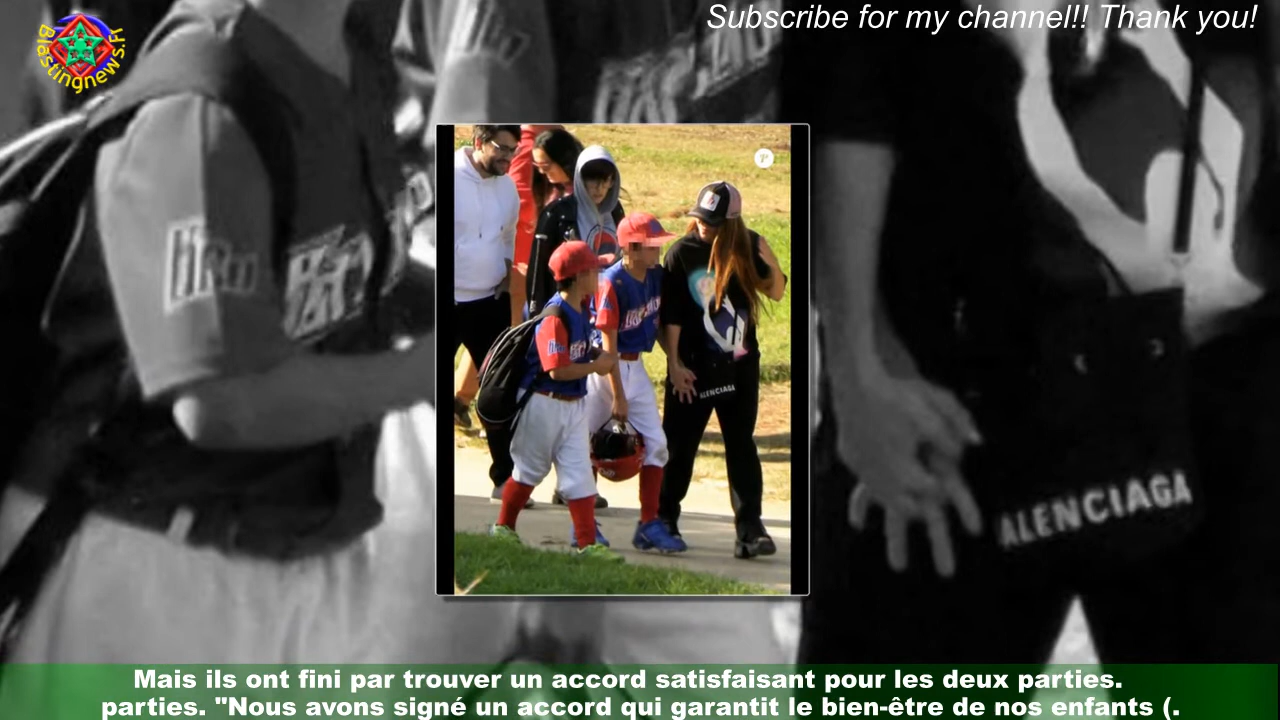 Subscribe for my channel!! Thank you!
Blastingnews.Fr
ALENCIAGA
ALENCIAGA
Mais ils ont fini par trouver un accord satisfaisant pour les deux parties.
parties. "Nous avons signé un accord qui garantit le bien-être de nos enfants (.